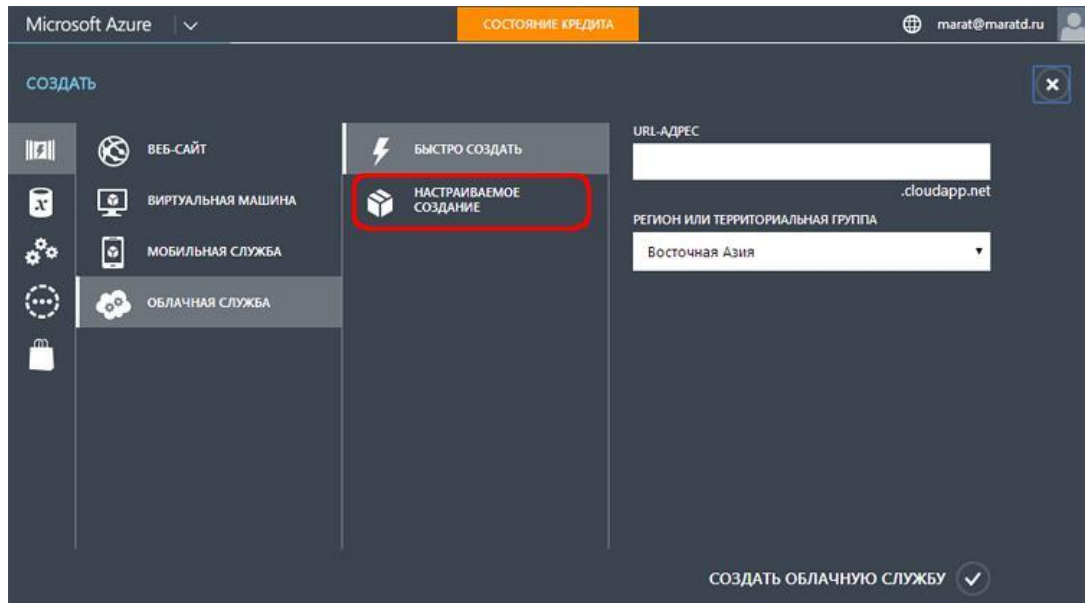 Microsoft Azure
СОСТОЯНИЕ КРЕДИТА
marat@maratd.ru
СОЗДАТЬ
ВЕБ-САЙТ
ВИРТУАЛЬНАЯ МАШИНА
МОБИЛЬНАЯ СЛУЖБА
ОБЛАЧНАЯ СЛУЖБА
БЫСТРО СОЗДАТЬ
НАСТРАИВАЕМОЕ
СОЗДАНИЕ
URL-АДРЕС
.cloudapp.net
РЕГИОН ИЛИ ТЕРРИТОРИАЛЬНАЯ ГРУППА
Восточная Азия
СОЗДАТЬ ОБЛАЧНУЮ СЛУЖБУ